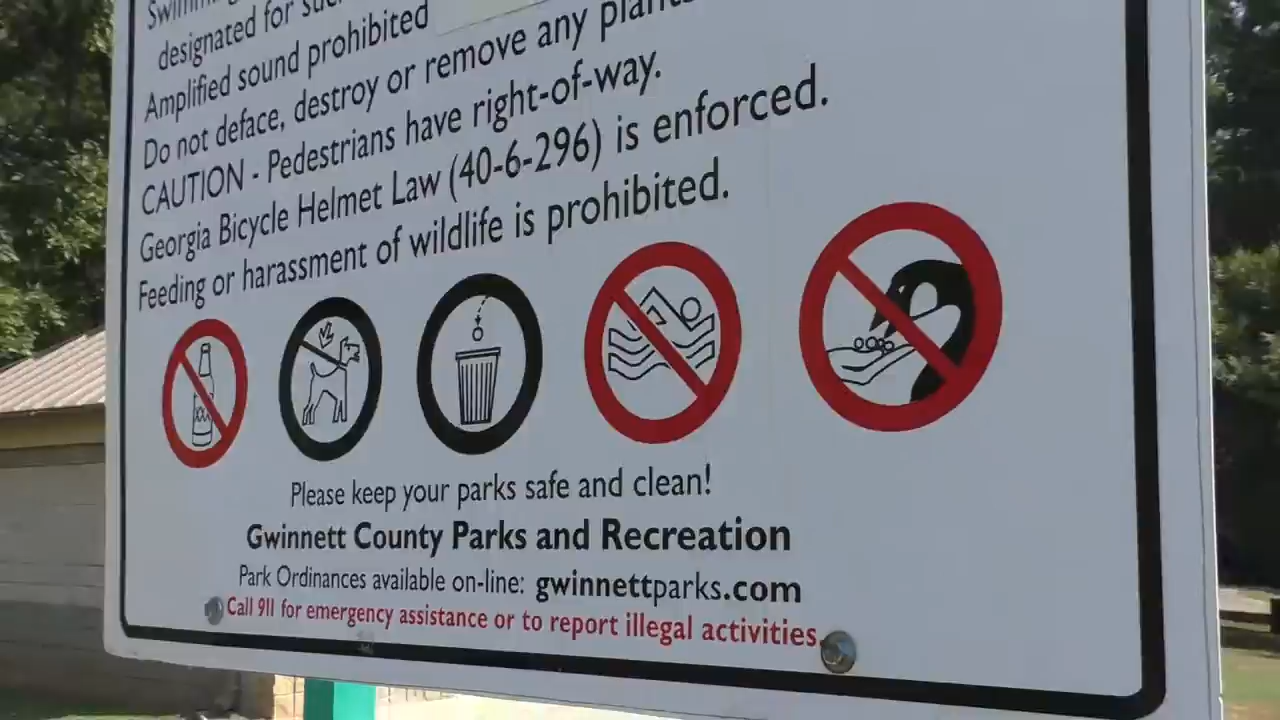 designated for
Amplified sound prohibited
Do not deface, destroy or remove any plants
CAUTION - Pedestrians have right-of-way.
Georgia Bicycle Helmet Law (40-6-296) is enforced.
Feeding or harassment of wildlife is prohibited.
Please keep your parks safe and clean!
Gwinnett County Parks and Recreation
Park Ordinances available on-line: gwinnettparks.com
Call 911 for emergency assistance or to report illegal activities.